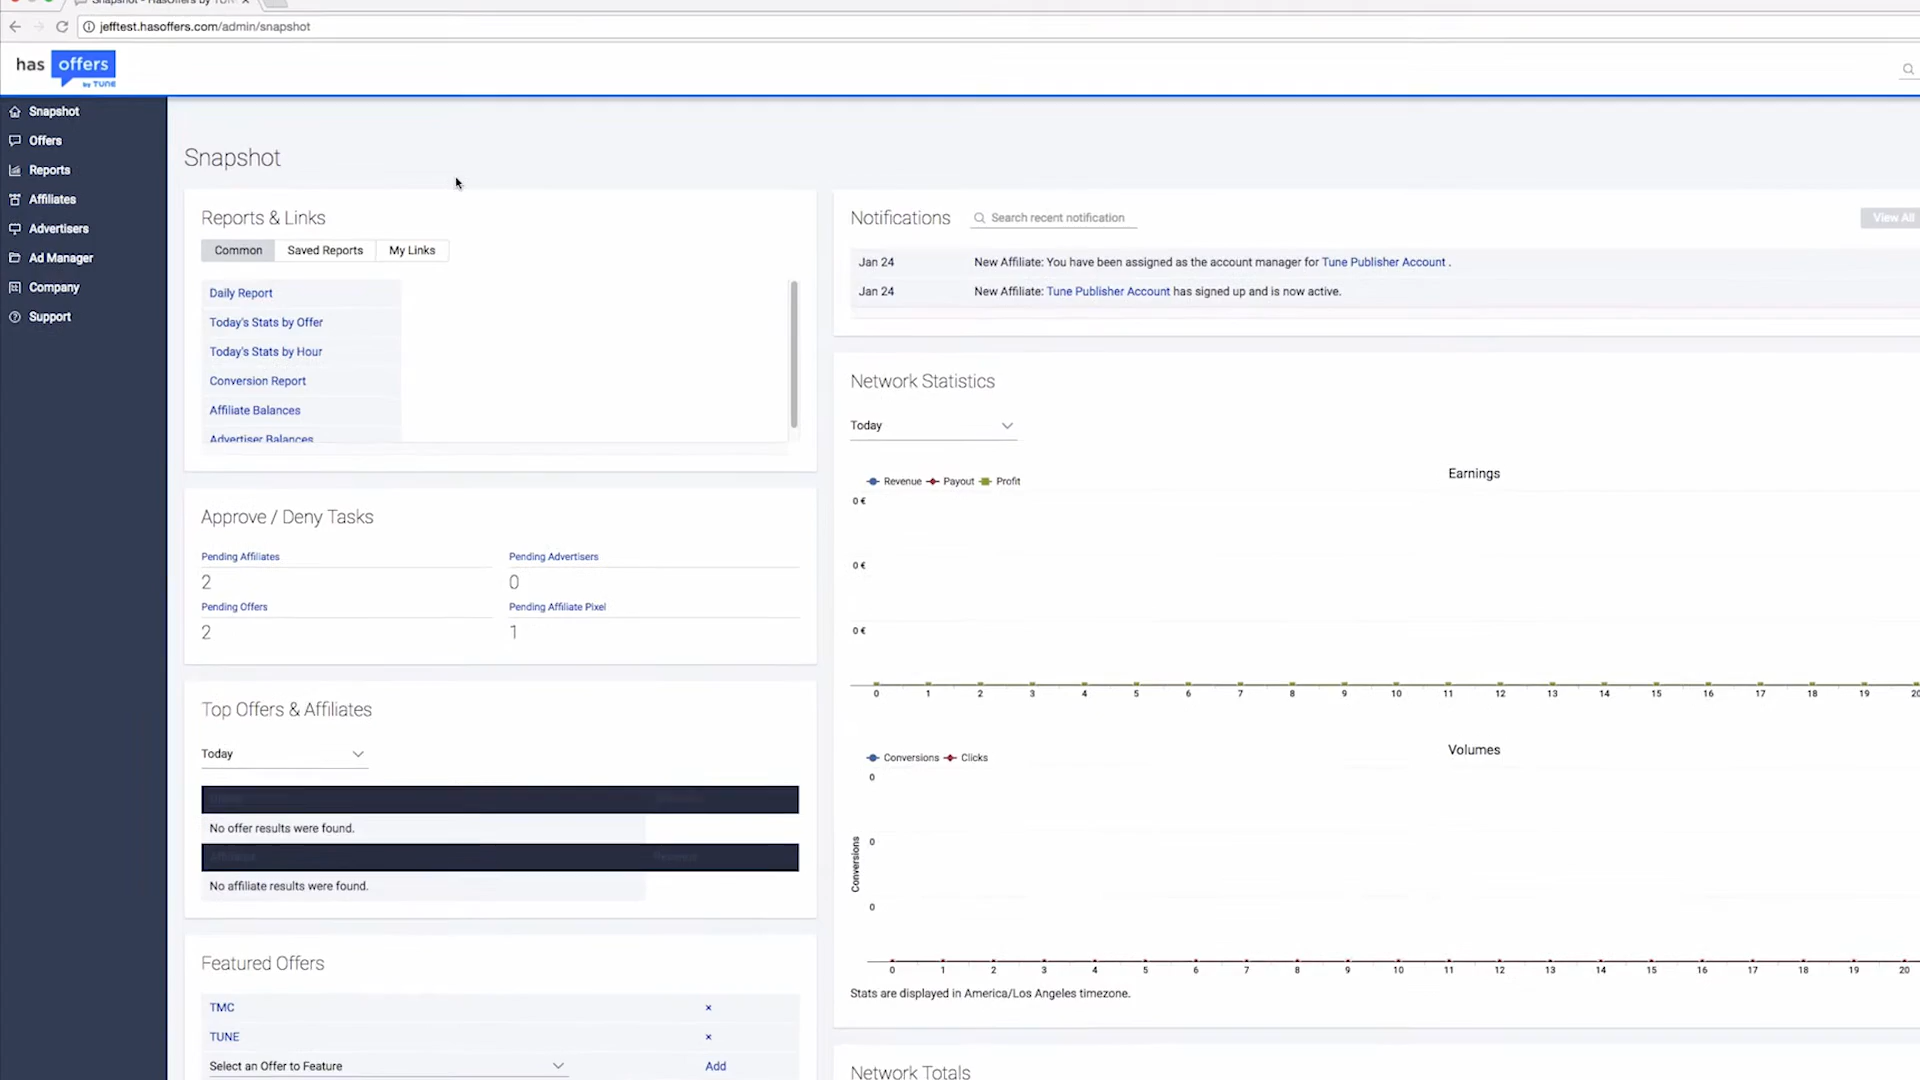 Snapshot - HasOffers by TUNE
jefftest.hasoffers.com/admin/snapshot
has offers
by TUNE
Snapshot
Offers
Reports
Affiliates
Advertisers
Ad Manager
Company
Support
Snapshot
Reports & Links
Common Saved Reports My Links
Daily Report
Today's Stats by Offer
Today's Stats by Hour
Conversion Report
Affiliate Balances
Advertiser Balances
Approve / Deny Tasks
Pending Affiliates Pending Advertisers
2 0
Pending Offers Pending Affiliate Pixel
2 1
Top Offers & Affiliates
Today
No offer results were found.
Affiliates Revenue
No affiliate results were found.
Featured Offers
TMC ×
TUNE ×
Select an Offer to Feature Add
Notifications Search recent notification View All
Jan 24 New Affiliate: You have been assigned as the account manager for Tune Publisher Account .
Jan 24 New Affiliate: Tune Publisher Account has signed up and is now active.
Network Statistics
Today
Earnings
Revenue Payout Profit
0 €
0 €
0 €
0 1 2 3 4 5 6 7 8 9 10 11 12 13 14 15 16 17 18 19 20
Volumes
Conversions Clicks
0
0
0
Conversions
0 1 2 3 4 5 6 7 8 9 10 11 12 13 14 15 16 17 18 19 20
Stats are displayed in America/Los Angeles timezone.
Network Totals